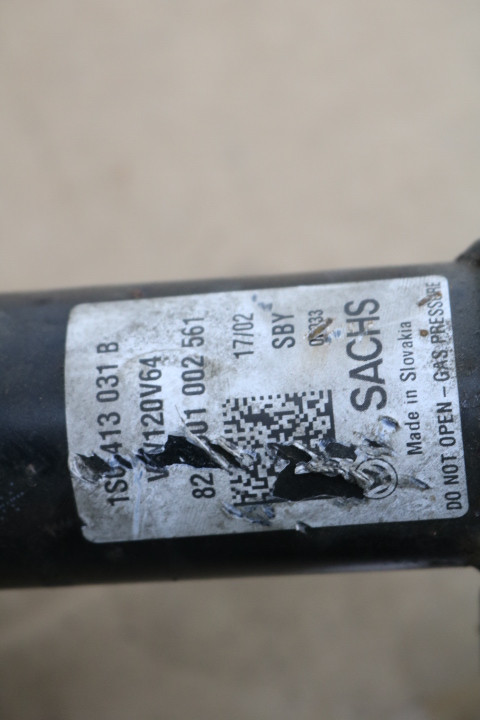 413 031 B
120V64
82 01 002 561
17/02
SBY
SACHS
Made in Slovakia
DO NOT OPEN – GAS PRESSURE